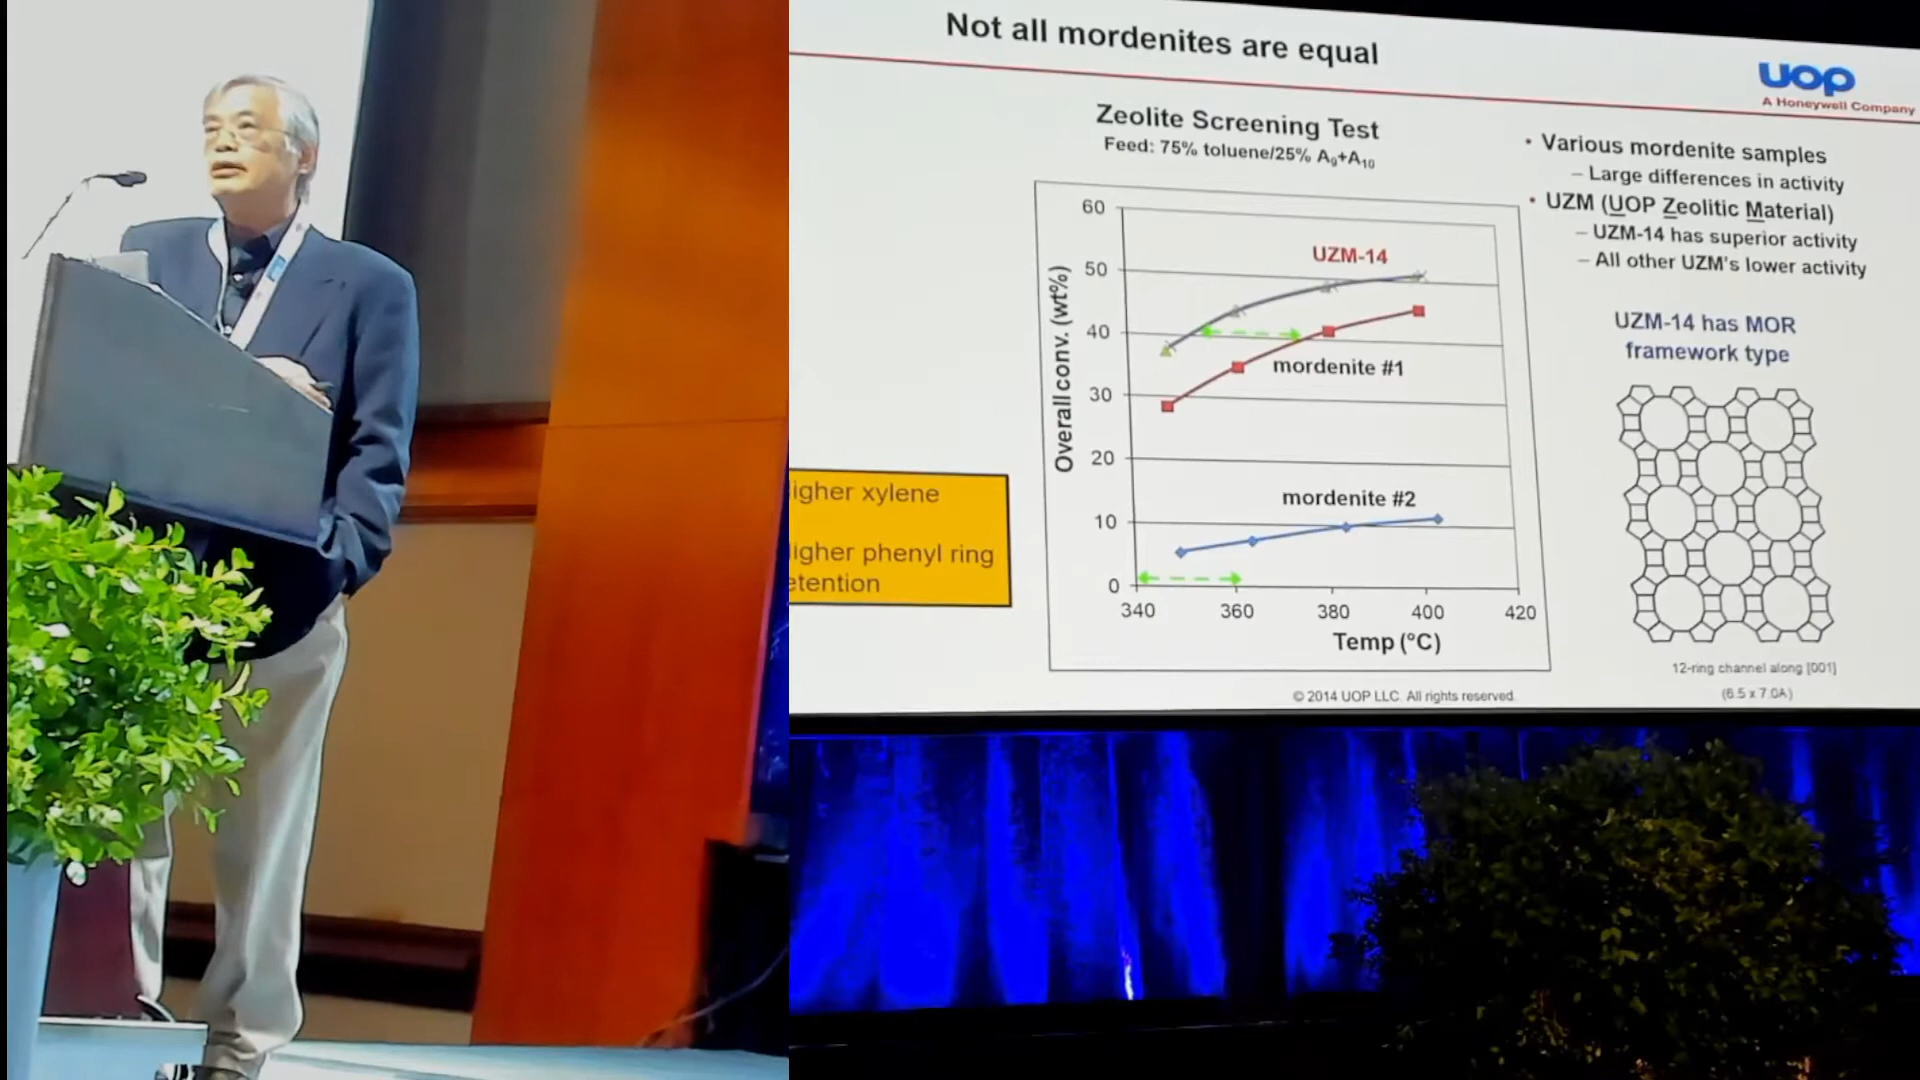 Not all mordenites are equal
uop
A Honeywell Company
Zeolite Screening Test
Feed: 75% toluene/25% A₉+A₁₀
60
50
40
30
20
10
0
Overall conv. (wt%)
UZM-14
mordenite #1
mordenite #2
340 360 380 400 420
Temp (°C)
• Various mordenite samples
– Large differences in activity
• UZM (UOP Zeolitic Material)
– UZM-14 has superior activity
– All other UZM's lower activity
UZM-14 has MOR
framework type
12-ring channel along [001]
(6.5 x 7.0A)
igher xylene
igher phenyl ring
etention
© 2014 UOP LLC. All rights reserved.